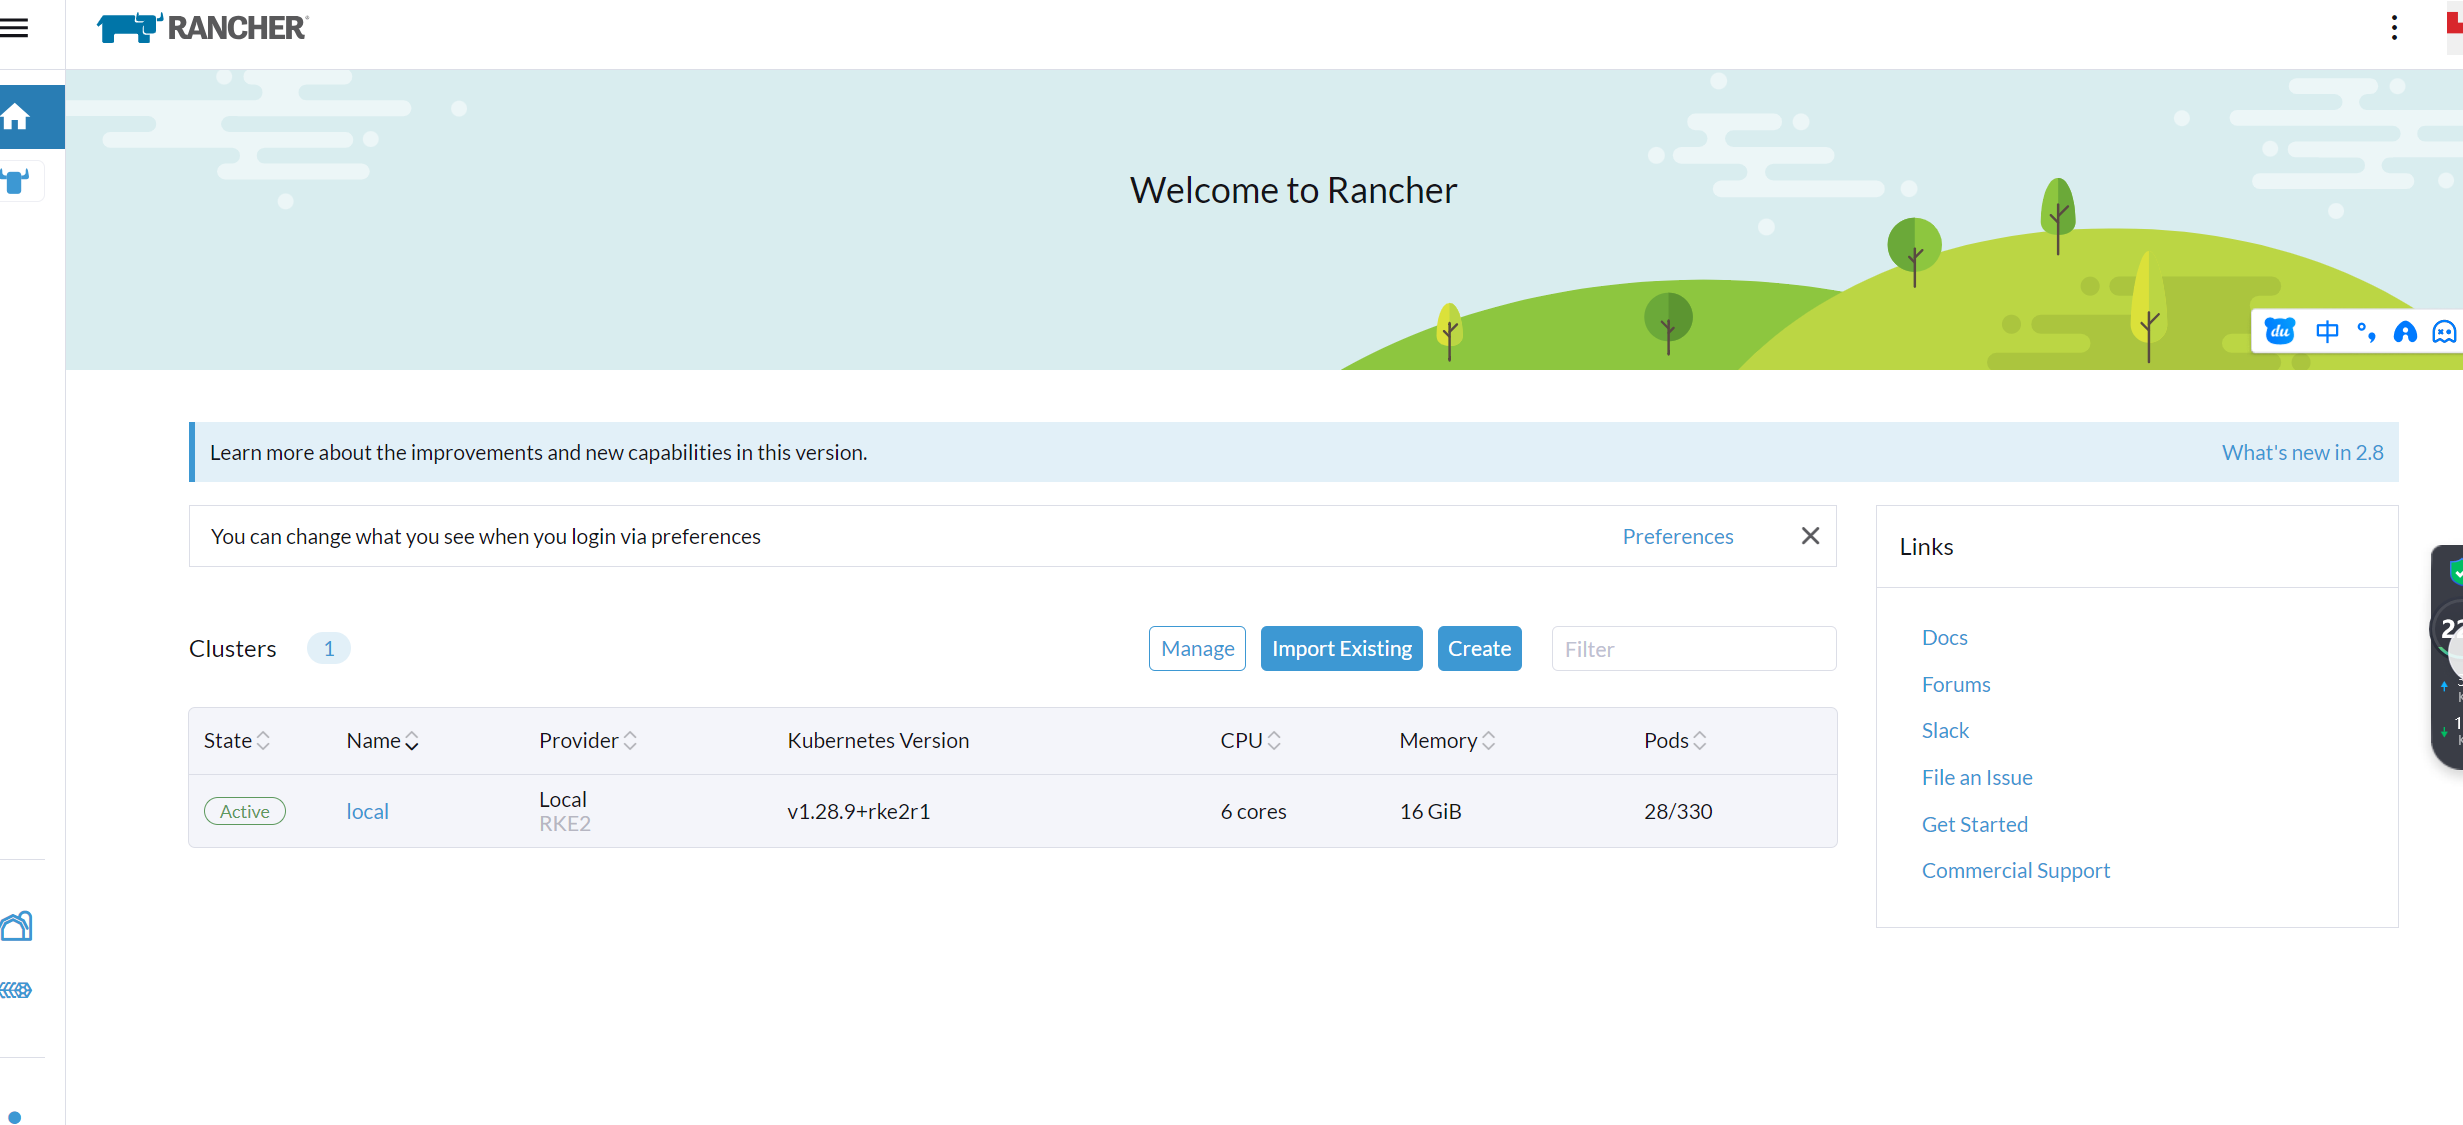 RANCHER
Welcome to Rancher
du 中 °,
Learn more about the improvements and new capabilities in this version. What's new in 2.8
You can change what you see when you login via preferences Preferences
Links
Docs
Forums
Slack
File an Issue
Get Started
Commercial Support
Clusters 1 Manage Import Existing Create Filter
State Name Provider Kubernetes Version CPU Memory Pods
Active local Local RKE2 v1.28.9+rke2r1 6 cores 16 GiB 28/330